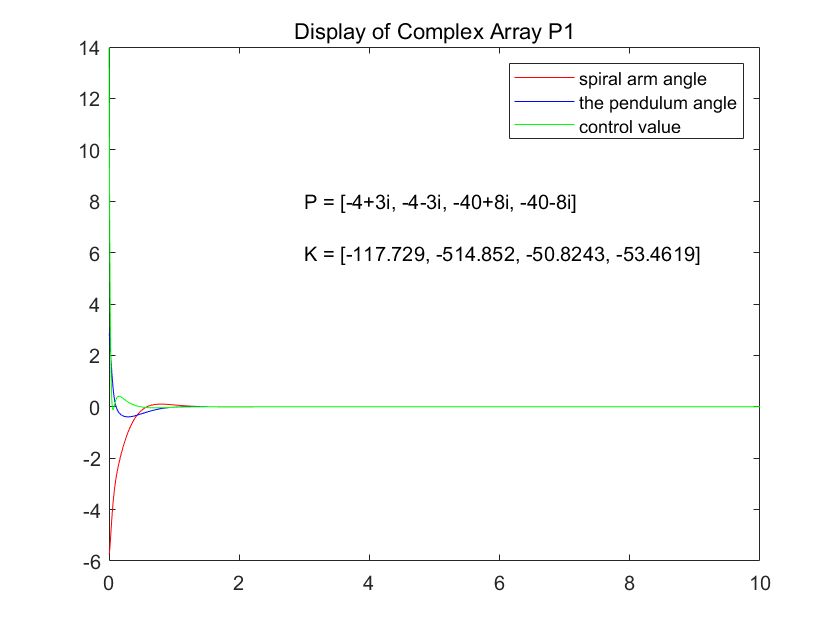 Display of Complex Array P1
14
12
10
8
6
4
2
0
-2
-4
-6
spiral arm angle
the pendulum angle
control value
P = [-4+3i, -4-3i, -40+8i, -40-8i]
K = [-117.729, -514.852, -50.8243, -53.4619]
0 2 4 6 8 10